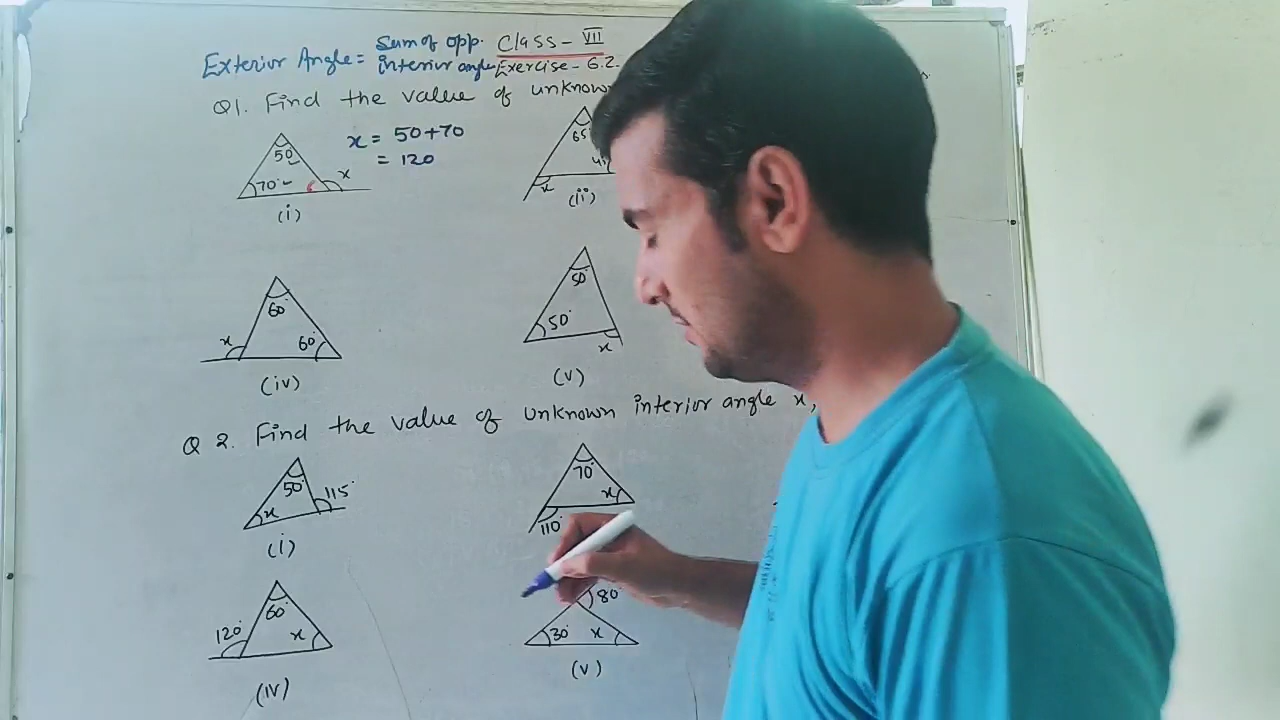 Exterior Angle = Sum of opp. interior angle
Class - VII
Exercise - 6.2.
Q1. Find the value of unknow
50
70°
x
x = 50+70
= 120
(i)
65°
x
(ii)
60°
x
60°
(iv)
50°
50°
x
(v)
Q 2. Find the value of unknown interior angle x,
50°
x
115°
(i)
70°
x
110°
60°
120°
x
(iv)
80
30°
x
(v)